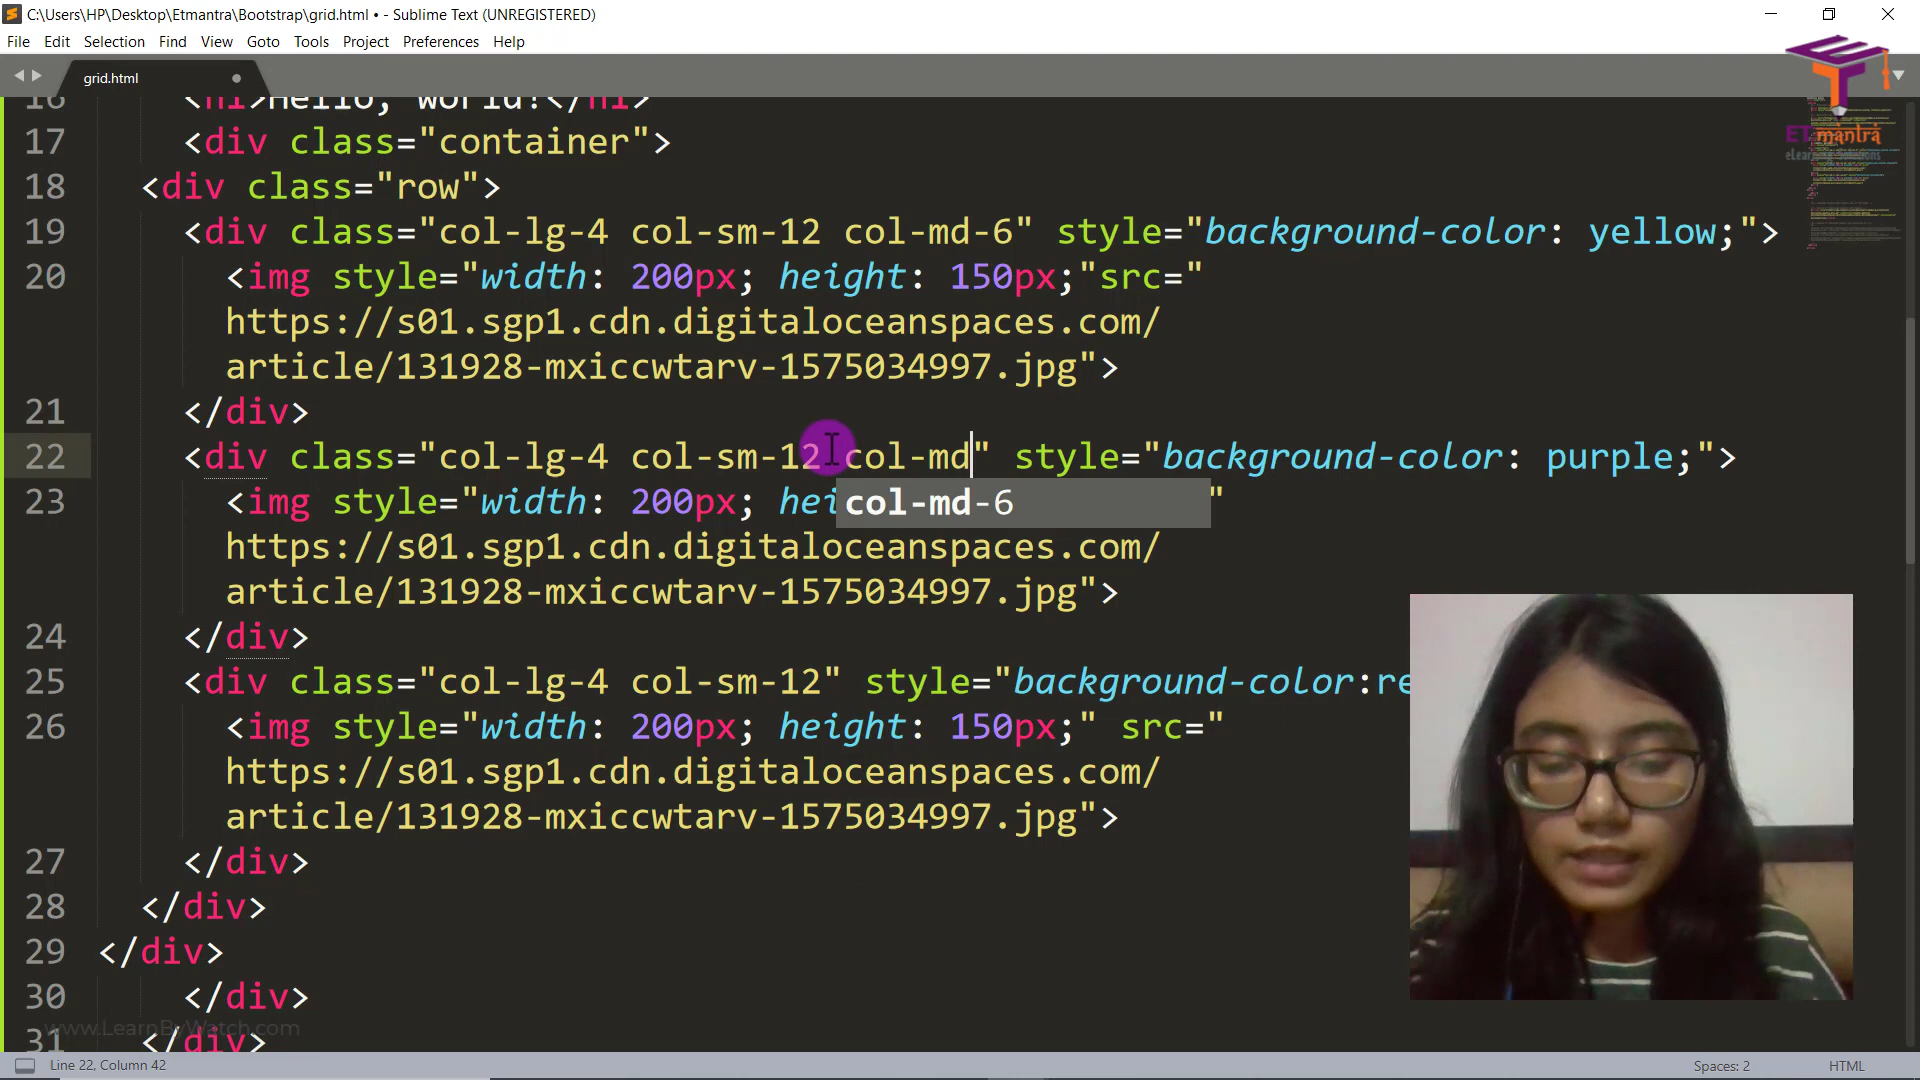 C:\Users\HP\Desktop\Etmantra\Bootstrap\grid.html • - Sublime Text (UNREGISTERED)
File Edit Selection Find View Goto Tools Project Preferences Help
grid.html
ET mantra
16 <h1>Hello, world!</h1>
17 <div class="container">
18 <div class="row">
19 <div class="col-lg-4 col-sm-12 col-md-6" style="background-color: yellow;">
20 <img style="width: 200px; height: 150px;"src="
https://s01.sgp1.cdn.digitaloceanspaces.com/
article/131928-mxiccwtarv-1575034997.jpg">
21 </div>
22 <div class="col-lg-4 col-sm-12 col-md" style="background-color: purple;">
23 <img style="width: 200px; hei "
col-md-6
https://s01.sgp1.cdn.digitaloceanspaces.com/
article/131928-mxiccwtarv-1575034997.jpg">
24 </div>
25 <div class="col-lg-4 col-sm-12" style="background-color:re
26 <img style="width: 200px; height: 150px;" src="
https://s01.sgp1.cdn.digitaloceanspaces.com/
article/131928-mxiccwtarv-1575034997.jpg">
27 </div>
28 </div>
29 </div>
30 </div>
www.LearnByWatch.com
31 </div>
Line 22, Column 42 Spaces: 2 HTML